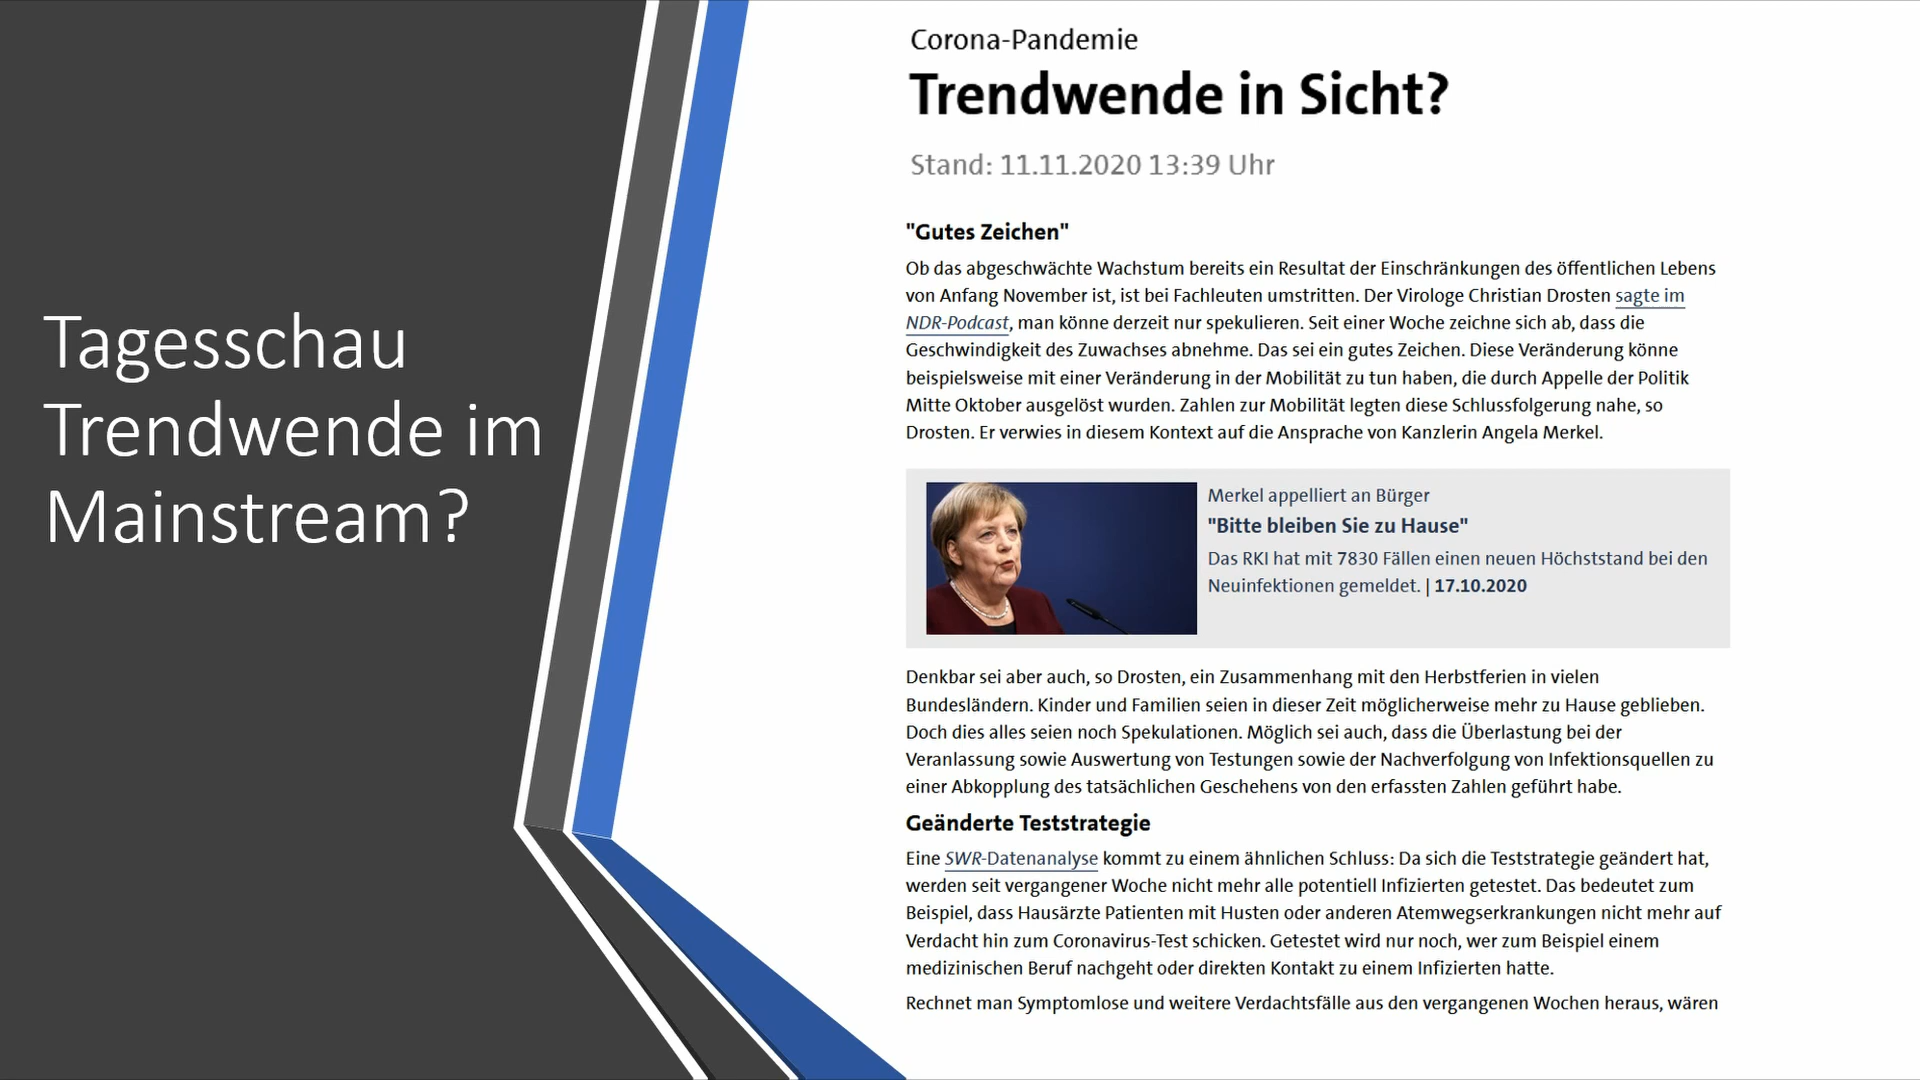 Tagesschau
Trendwende im
Mainstream?
Corona-Pandemie
Trendwende in Sicht?
Stand: 11.11.2020 13:39 Uhr
"Gutes Zeichen"
Ob das abgeschwächte Wachstum bereits ein Resultat der Einschränkungen des öffentlichen Lebens
von Anfang November ist, ist bei Fachleuten umstritten. Der Virologe Christian Drosten sagte im
NDR-Podcast, man könne derzeit nur spekulieren. Seit einer Woche zeichne sich ab, dass die
Geschwindigkeit des Zuwachses abnehme. Das sei ein gutes Zeichen. Diese Veränderung könne
beispielsweise mit einer Veränderung in der Mobilität zu tun haben, die durch Appelle der Politik
Mitte Oktober ausgelöst wurden. Zahlen zur Mobilität legten diese Schlussfolgerung nahe, so
Drosten. Er verwies in diesem Kontext auf die Ansprache von Kanzlerin Angela Merkel.
Merkel appelliert an Bürger
"Bitte bleiben Sie zu Hause"
Das RKI hat mit 7830 Fällen einen neuen Höchststand bei den
Neuinfektionen gemeldet. | 17.10.2020
Denkbar sei aber auch, so Drosten, ein Zusammenhang mit den Herbstferien in vielen
Bundesländern. Kinder und Familien seien in dieser Zeit möglicherweise mehr zu Hause geblieben.
Doch dies alles seien noch Spekulationen. Möglich sei auch, dass die Überlastung bei der
Veranlassung sowie Auswertung von Testungen sowie der Nachverfolgung von Infektionsquellen zu
einer Abkopplung des tatsächlichen Geschehens von den erfassten Zahlen geführt habe.
Geänderte Teststrategie
Eine SWR-Datenanalyse kommt zu einem ähnlichen Schluss: Da sich die Teststrategie geändert hat,
werden seit vergangener Woche nicht mehr alle potentiell Infizierten getestet. Das bedeutet zum
Beispiel, dass Hausärzte Patienten mit Husten oder anderen Atemwegserkrankungen nicht mehr auf
Verdacht hin zum Coronavirus-Test schicken. Getestet wird nur noch, wer zum Beispiel einem
medizinischen Beruf nachgeht oder direkten Kontakt zu einem Infizierten hatte.
Rechnet man Symptomlose und weitere Verdachtsfälle aus den vergangenen Wochen heraus, wären